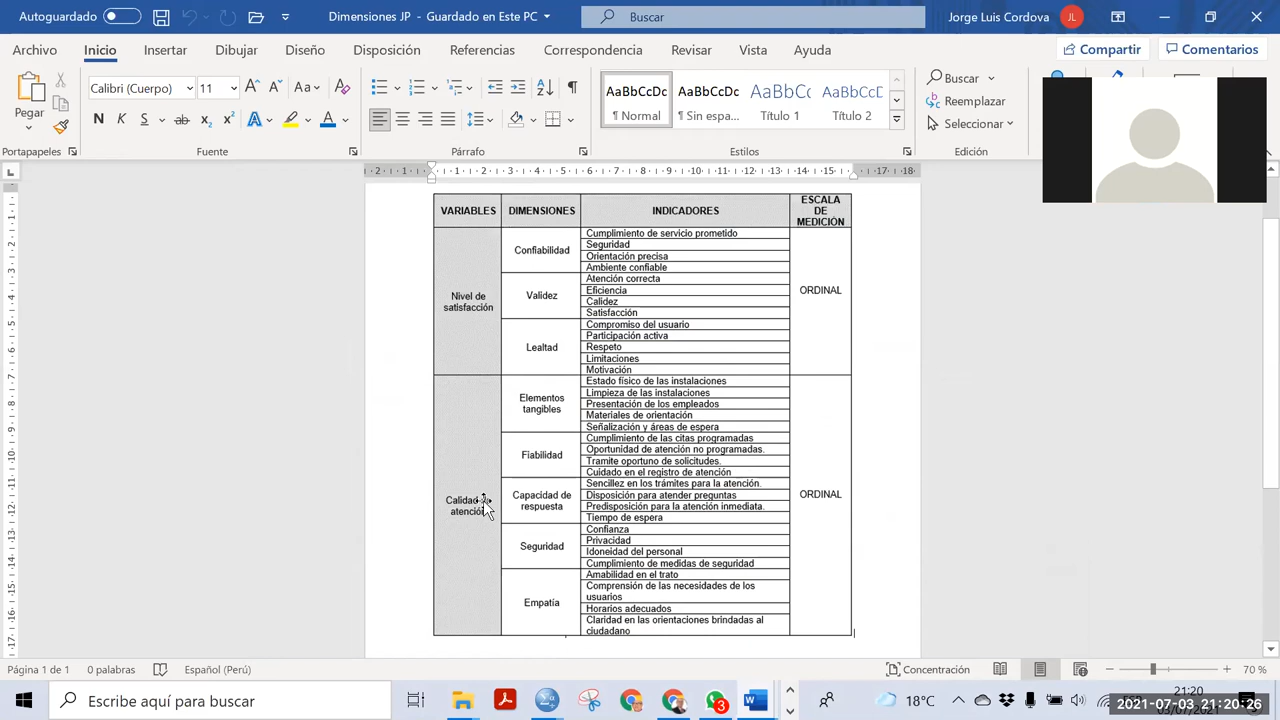 Autoguardado
Dimensiones JP - Guardado en Este PC
Buscar
Jorge Luis Cordova
JL
Archivo
Inicio
Insertar
Dibujar
Diseño
Disposición
Referencias
Correspondencia
Revisar
Vista
Ayuda
Compartir
Comentarios
Pegar
Portapapeles
Calibri (Cuerpo)
11
Fuente
Párrafo
AaBbCcDc
¶ Normal
AaBbCcDc
¶ Sin espa...
AaBbCc
Título 1
AaBbCcD
Título 2
Estilos
Buscar
Reemplazar
Seleccionar
Edición
VARIABLES
DIMENSIONES
INDICADORES
ESCALA
DE
MEDICIÓN
Nivel de
satisfacción
Confiabilidad
Cumplimiento de servicio prometido
Seguridad
Orientación precisa
Ambiente confiable
Validez
Atención correcta
Eficiencia
Calidez
Satisfacción
Lealtad
Compromiso del usuario
Participación activa
Respeto
Limitaciones
Motivación
ORDINAL
Calidad de
atención
Elementos
tangibles
Estado físico de las instalaciones
Limpieza de las instalaciones
Presentación de los empleados
Materiales de orientación
Señalización y áreas de espera
Fiabilidad
Cumplimiento de las citas programadas
Oportunidad de atención no programadas.
Tramite oportuno de solicitudes.
Cuidado en el registro de atención
Capacidad de
respuesta
Sencillez en los trámites para la atención.
Disposición para atender preguntas
Predisposición para la atención inmediata.
Tiempo de espera
Seguridad
Confianza
Privacidad
Idoneidad del personal
Cumplimiento de medidas de seguridad
Empatía
Amabilidad en el trato
Comprensión de las necesidades de los
usuarios
Horarios adecuados
Claridad en las orientaciones brindadas al
ciudadano
ORDINAL
Página 1 de 1
0 palabras
Español (Perú)
Concentración
70 %
Escribe aquí para buscar
3
18°C
21:20
2021-07-03 21:20:26